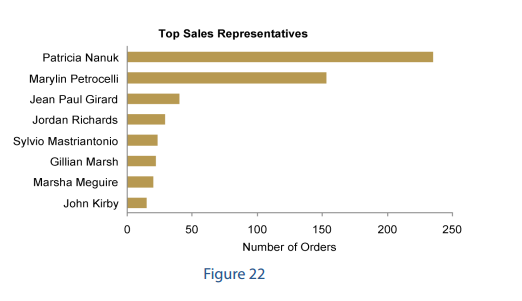 Top Sales Representatives
Patricia Nanuk
Marylin Petrocelli
Jean Paul Girard
Jordan Richards
Sylvio Mastriantonio
Gillian Marsh
Marsha Meguire
John Kirby
0 50 100 150 200 250
Number of Orders
Figure 22